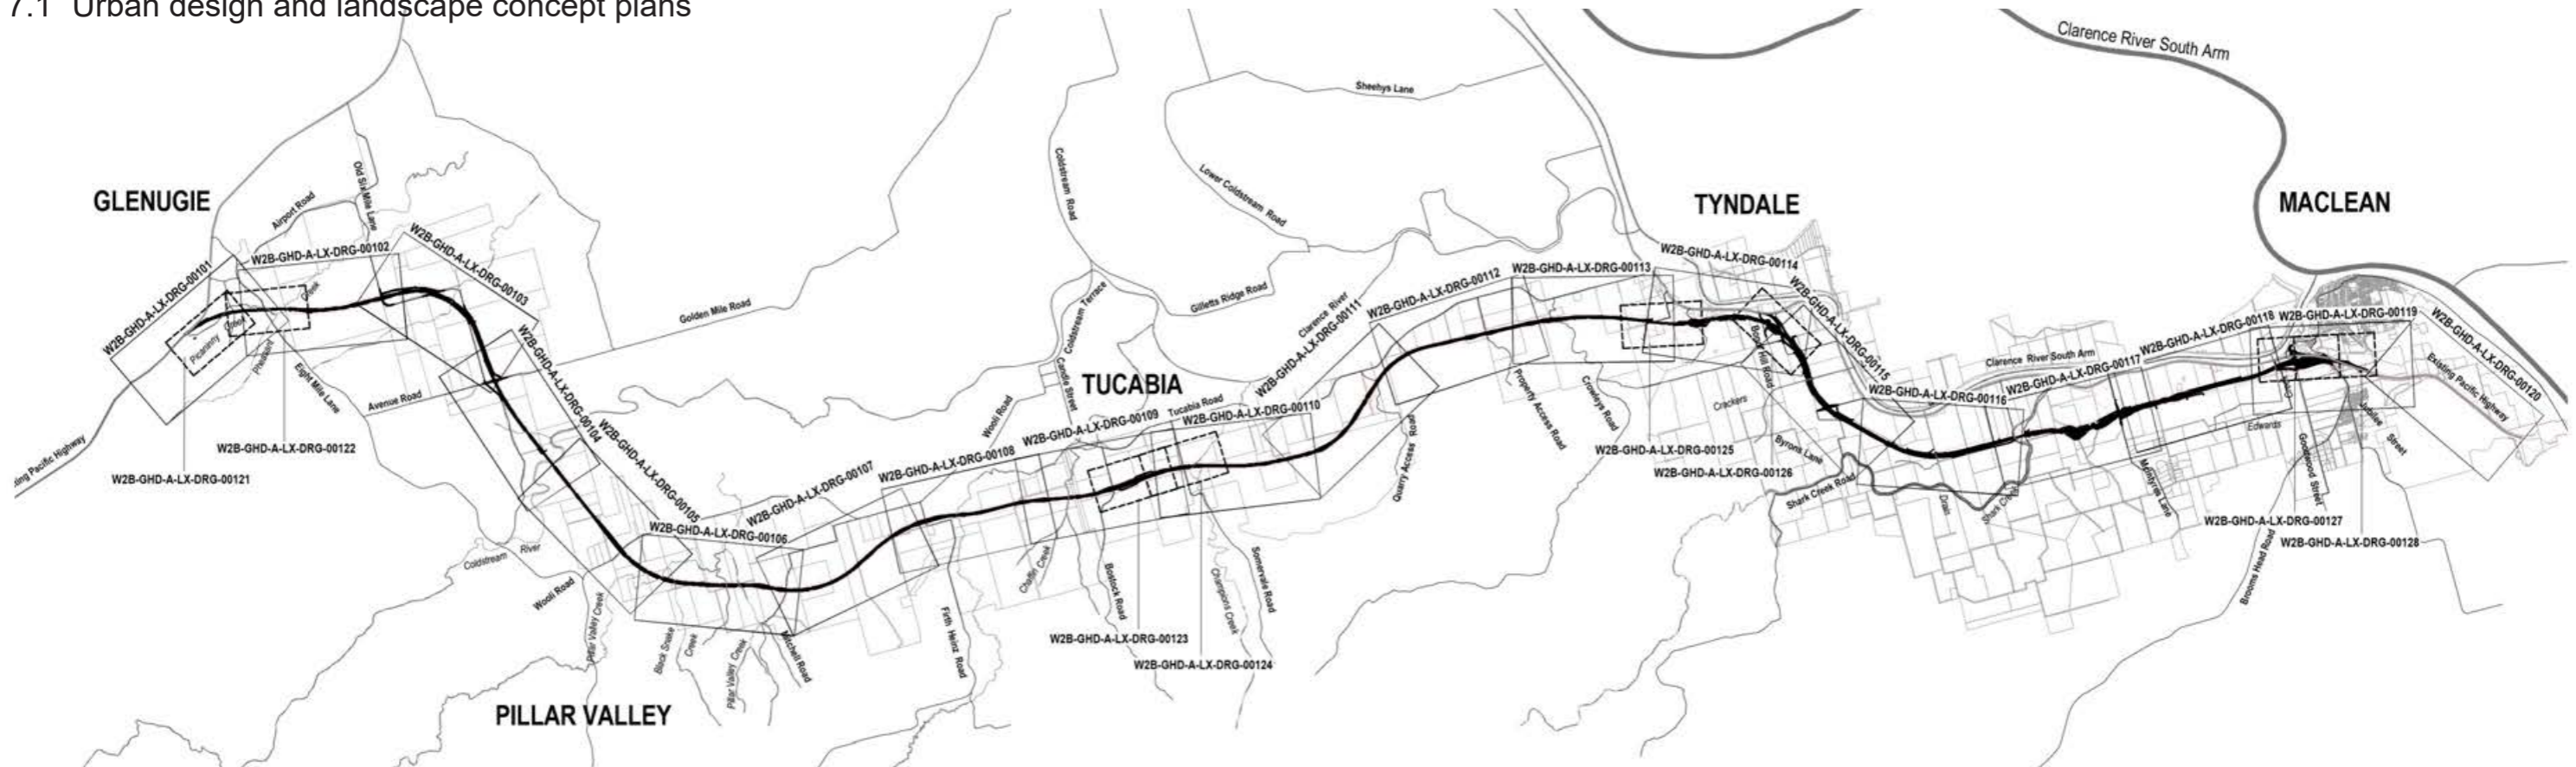 7.1 Urban design and landscape concept plans
Clarence River South Arm
Sheehys Lane
GLENUGIE
Airport Road
Old Six Mile Lane
Coldstream Road
Lower Coldstream Road
TYNDALE
MACLEAN
W2B-GHD-A-LX-DRG-00101
W2B-GHD-A-LX-DRG-00102
W2B-GHD-A-LX-DRG-00103
Creek
Picaninny
Creek
Eight Mile Lane
Avenue Road
Golden Mile Road
Gilletts Ridge Road
Coldstream Terrace
Candle Street
Clarence River
W2B-GHD-A-LX-DRG-00111
W2B-GHD-A-LX-DRG-00112
W2B-GHD-A-LX-DRG-00113
W2B-GHD-A-LX-DRG-00114
W2B-GHD-A-LX-DRG-00115
Clarence River South Arm
W2B-GHD-A-LX-DRG-00116
W2B-GHD-A-LX-DRG-00117
W2B-GHD-A-LX-DRG-00118
W2B-GHD-A-LX-DRG-00119
W2B-GHD-A-LX-DRG-00120
Existing Pacific Highway
TUCABIA
Tucabia Road
Wooli Road
W2B-GHD-A-LX-DRG-00104
W2B-GHD-A-LX-DRG-00105
W2B-GHD-A-LX-DRG-00106
W2B-GHD-A-LX-DRG-00107
W2B-GHD-A-LX-DRG-00108
W2B-GHD-A-LX-DRG-00109
W2B-GHD-A-LX-DRG-00110
ting Pacific Highway
W2B-GHD-A-LX-DRG-00121
W2B-GHD-A-LX-DRG-00122
Quarry Access Road
Property Access Road
Crowleys Road
Crackers
Byrons Lane
Shark Creek Road
Drain
Shark Creek
McIntyres Lane
Edwards
Goodwood Street
Jubilee Street
W2B-GHD-A-LX-DRG-00125
W2B-GHD-A-LX-DRG-00126
W2B-GHD-A-LX-DRG-00127
W2B-GHD-A-LX-DRG-00128
Brooms Head Road
Coldstream River
Wooli Road
Pillar Valley Creek
Black Snake Creek
Pillar Valley Creek
Mitchell Road
Firth Heinz Road
Chaffin Creek
Bostock Road
Champions Creek
Somervale Road
W2B-GHD-A-LX-DRG-00123
W2B-GHD-A-LX-DRG-00124
PILLAR VALLEY